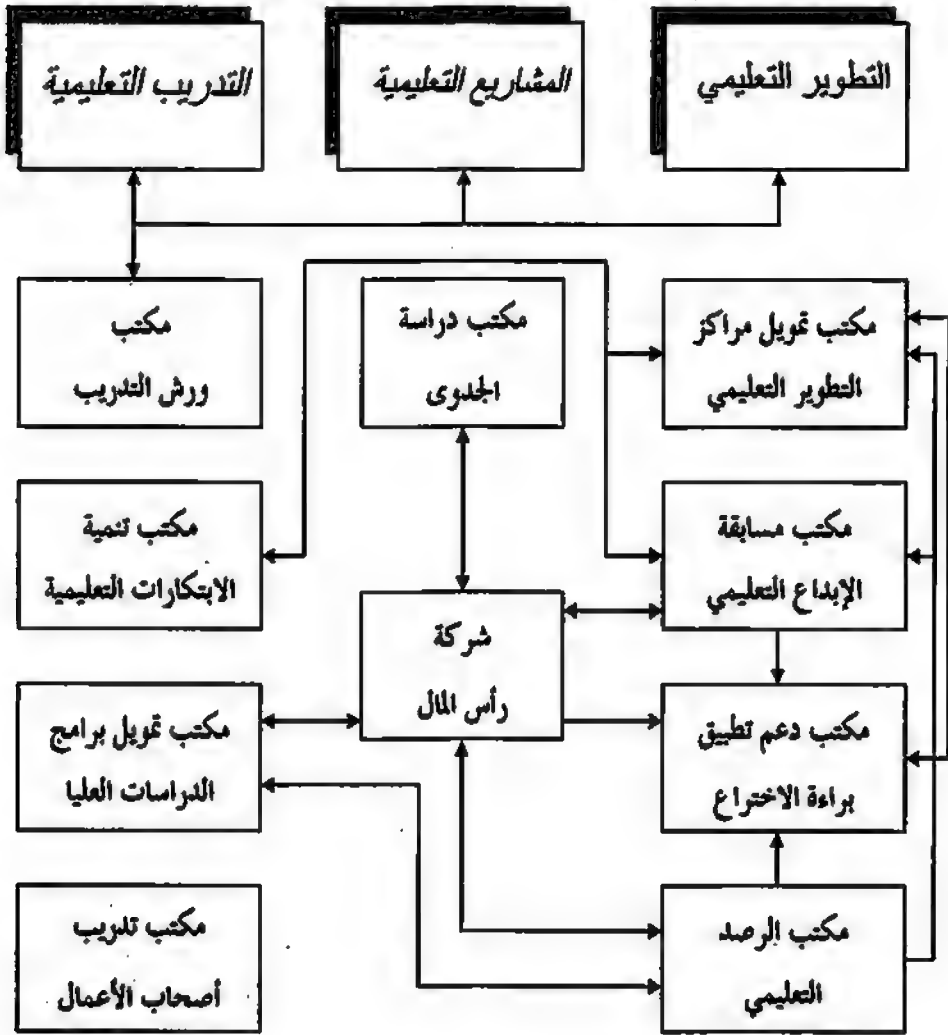 التطوير التعليمي
المشاريع التعليمية
التدريب التعليمية
مكتب تمويل مراكز
التطوير التعليمي
مكتب دراسة
الجدوى
مكتب
ورش التدريب
مكتب مسابقة
الإبداع التعليمي
مكتب تنمية
الابتكارات التعليمية
شركة
رأس المال
مكتب دعم تطبيق
براءة الاختراع
مكتب تمويل برامج
الدراسات العليا
مكتب الرصد
التعليمي
مكتب تدريب
أصحاب الأعمال